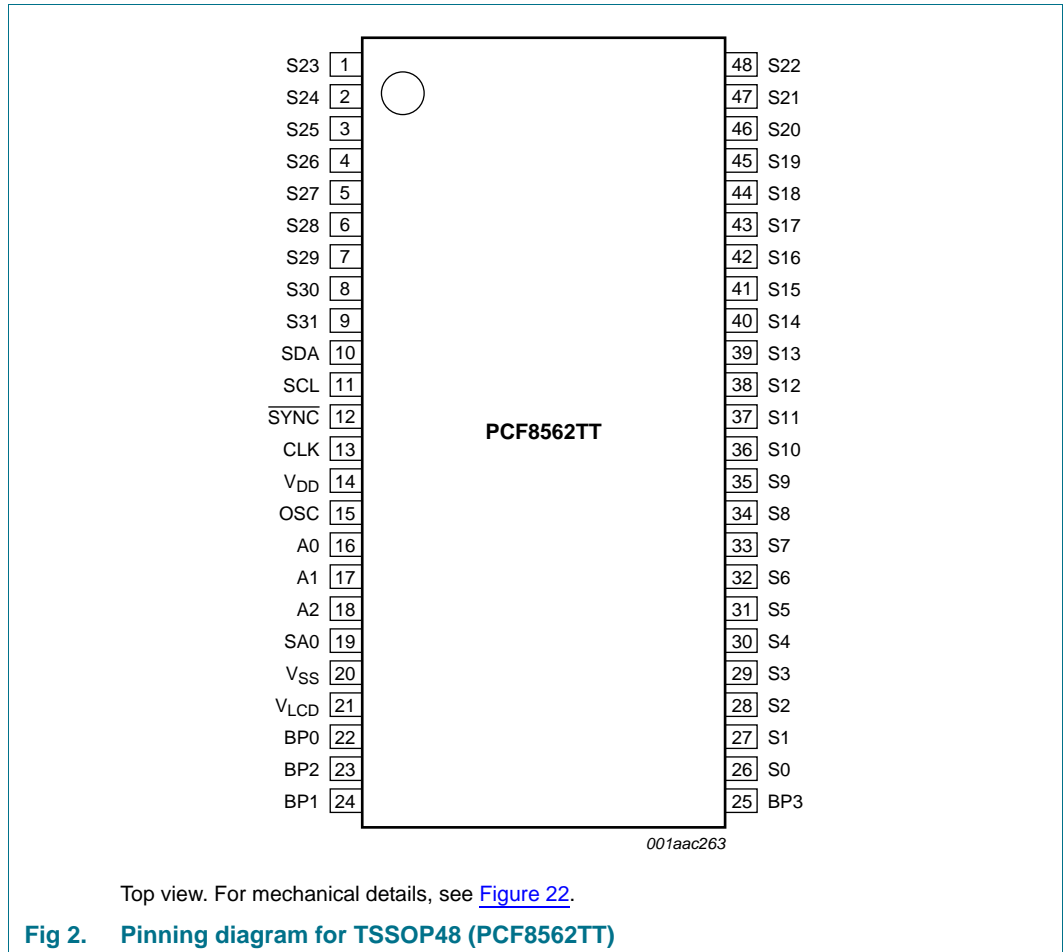 S23 1 48 S22
S24 2 47 S21
S25 3 46 S20
S26 4 45 S19
S27 5 44 S18
S28 6 43 S17
S29 7 42 S16
S30 8 41 S15
S31 9 40 S14
SDA 10 39 S13
SCL 11 38 S12
SYNC 12 37 S11
PCF8562TT
CLK 13 36 S10
VDD 14 35 S9
OSC 15 34 S8
A0 16 33 S7
A1 17 32 S6
A2 18 31 S5
SA0 19 30 S4
VSS 20 29 S3
VLCD 21 28 S2
BP0 22 27 S1
BP2 23 26 S0
BP1 24 25 BP3
001aac263
Top view. For mechanical details, see Figure 22.
Fig 2. Pinning diagram for TSSOP48 (PCF8562TT)